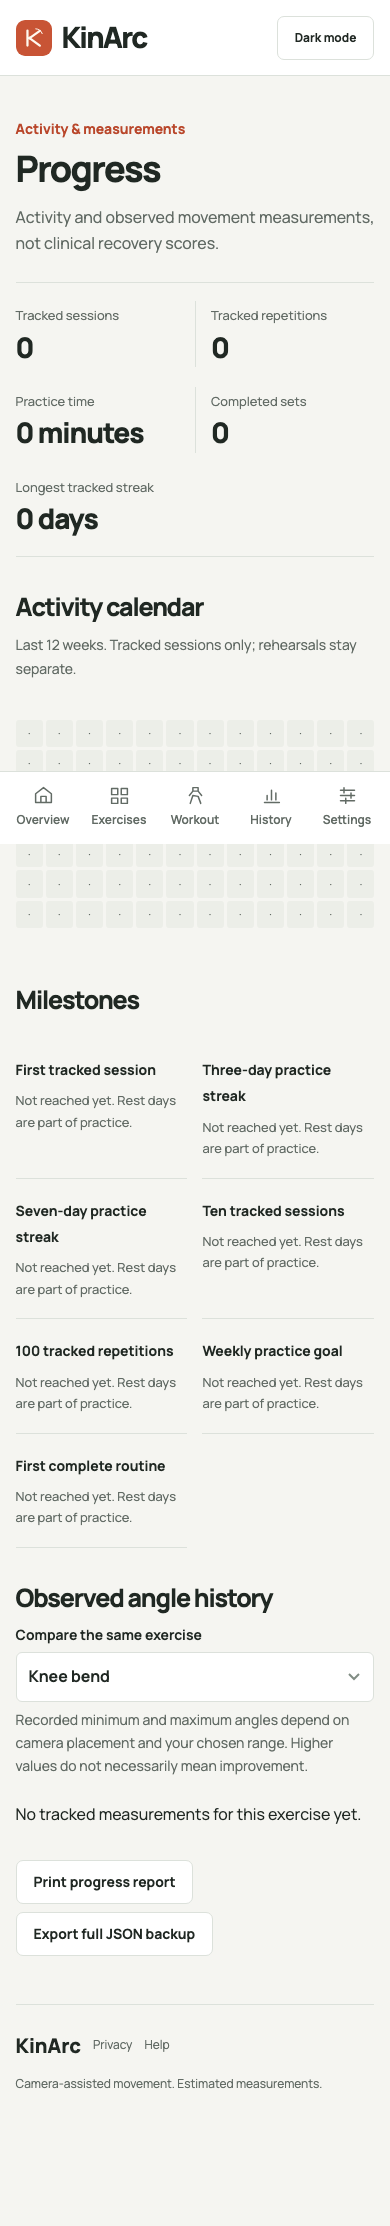 KinArc
Dark mode
Activity & measurements
Progress
Activity and observed movement measurements,
not clinical recovery scores.
Tracked sessions
0
Tracked repetitions
0
Practice time
0 minutes
Completed sets
0
Longest tracked streak
0 days
Activity calendar
Last 12 weeks. Tracked sessions only; rehearsals stay
separate.
Overview
Exercises
Workout
History
Settings
Milestones
First tracked session
Not reached yet. Rest days
are part of practice.
Three-day practice
streak
Not reached yet. Rest days
are part of practice.
Seven-day practice
streak
Not reached yet. Rest days
are part of practice.
Ten tracked sessions
Not reached yet. Rest days
are part of practice.
100 tracked repetitions
Not reached yet. Rest days
are part of practice.
Weekly practice goal
Not reached yet. Rest days
are part of practice.
First complete routine
Not reached yet. Rest days
are part of practice.
Observed angle history
Compare the same exercise
Knee bend
Recorded minimum and maximum angles depend on
camera placement and your chosen range. Higher
values do not necessarily mean improvement.
No tracked measurements for this exercise yet.
Print progress report
Export full JSON backup
KinArc
Privacy
Help
Camera-assisted movement. Estimated measurements.